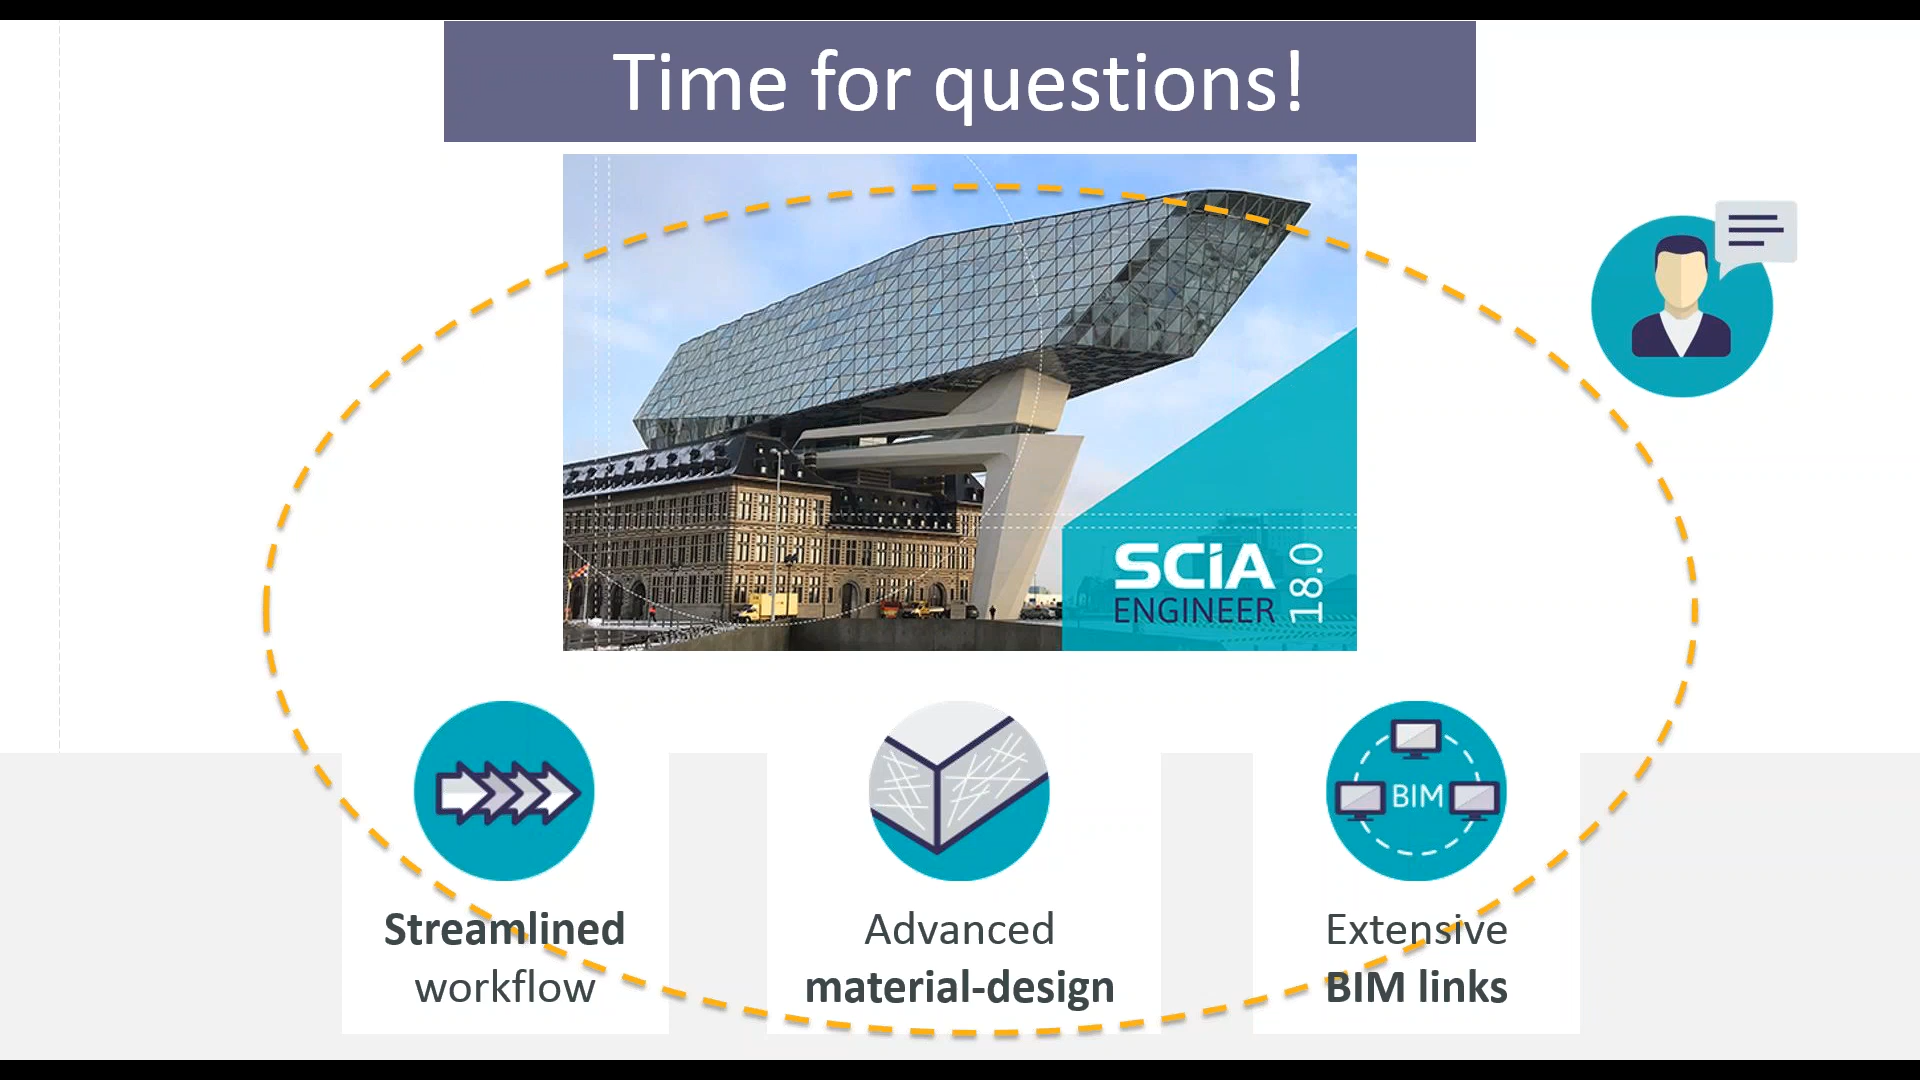 Time for questions!
SCiA
ENGINEER
18.0
BIM
Streamlined
workflow
Advanced
material-design
Extensive
BIM links